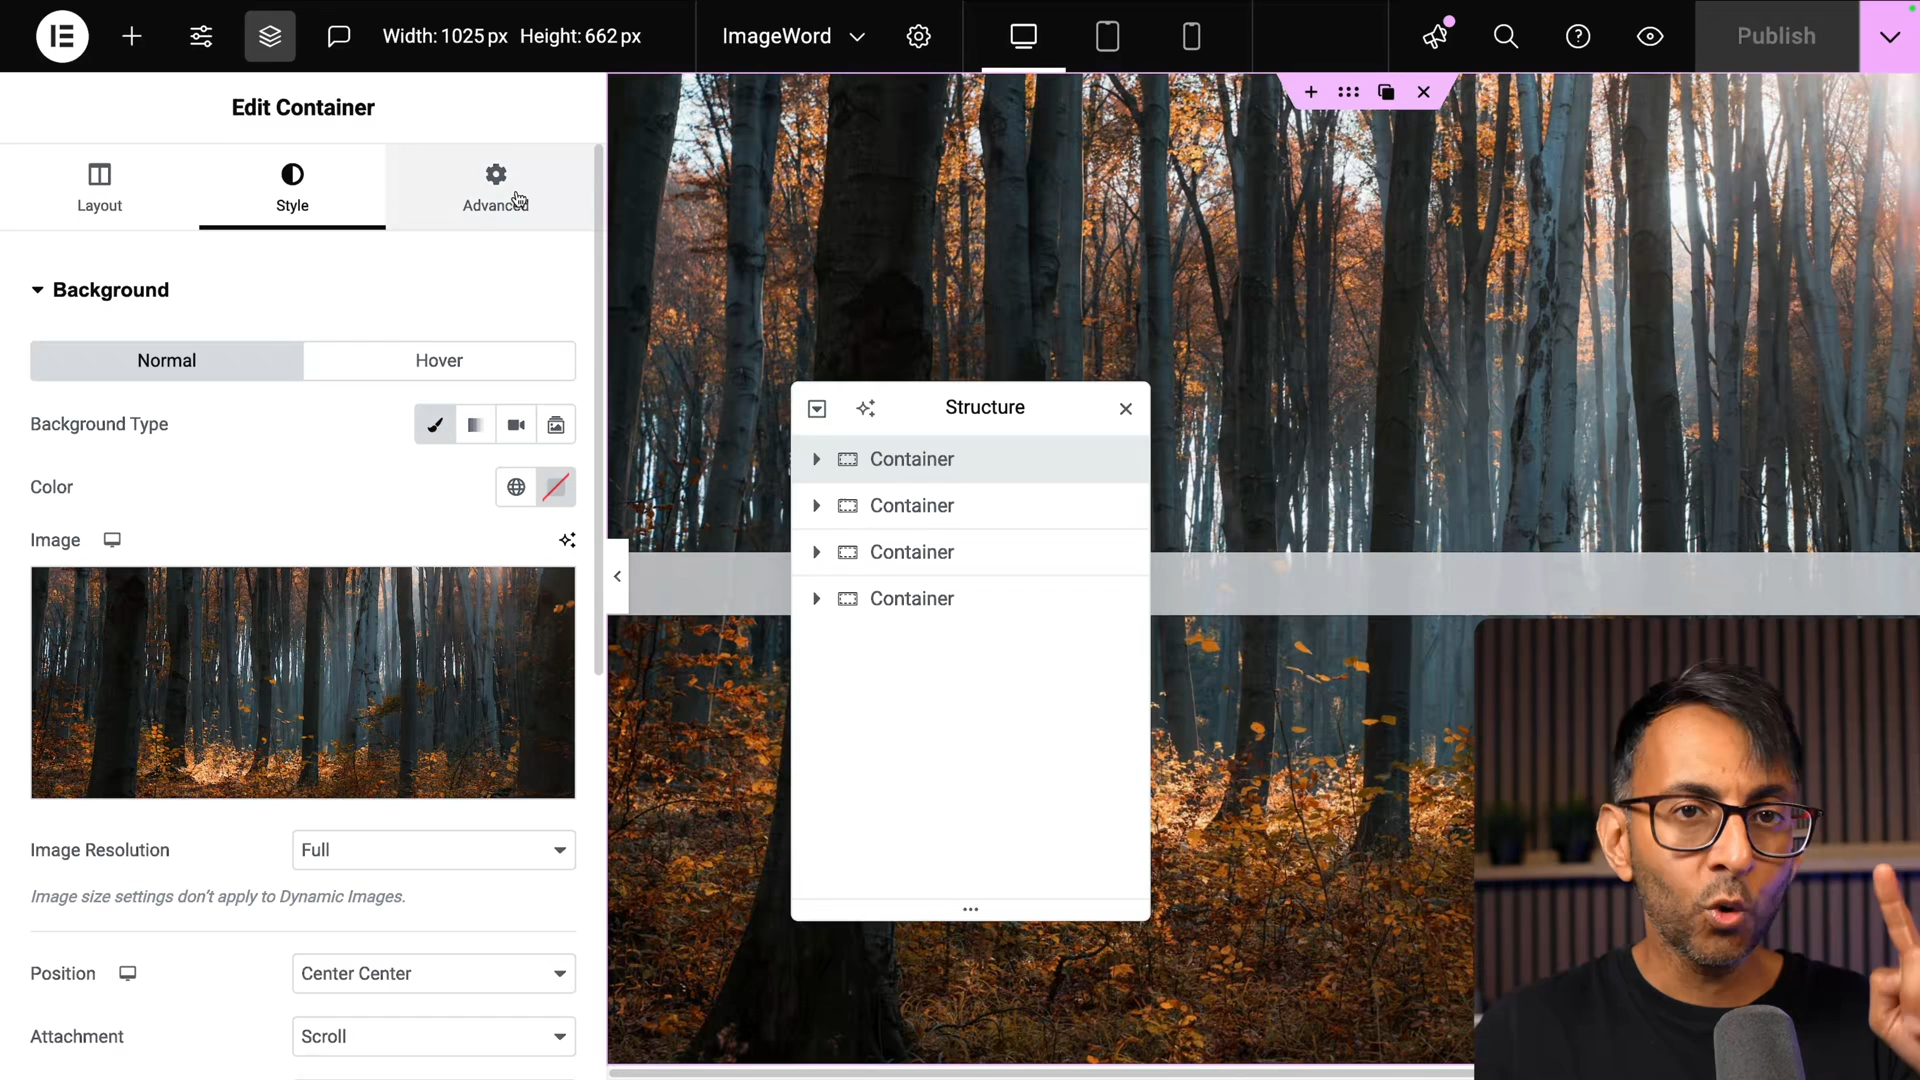 Width: 1025 px Height: 662 px
ImageWord
Publish
Edit Container
Layout
Style
Advanced
Background
Normal
Hover
Background Type
Color
Image
Image Resolution
Full
Image size settings don't apply to Dynamic Images.
Position
Center Center
Attachment
Scroll
Structure
Container
Container
Container
Container